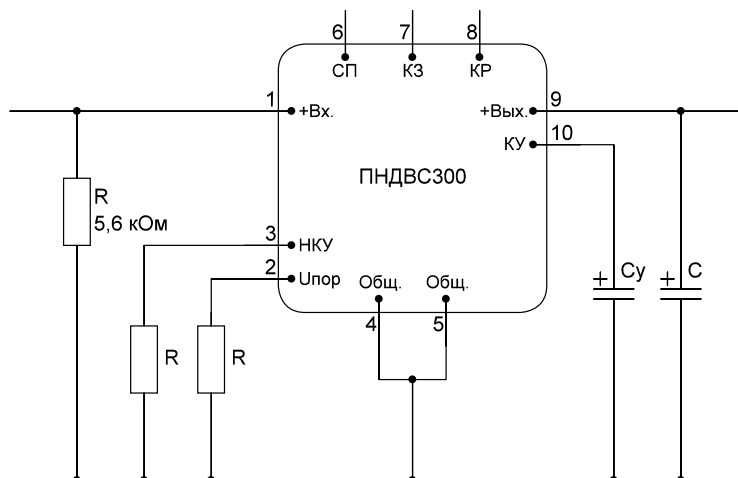 6
7
8
СП
КЗ
КР
1
+Вх.
+Вых.
9
КУ
10
ПНДВС300
R
5,6 кОм
3
НКУ
2
Uпор
Общ.
Общ.
4
5
R
R
+
Су
+
С